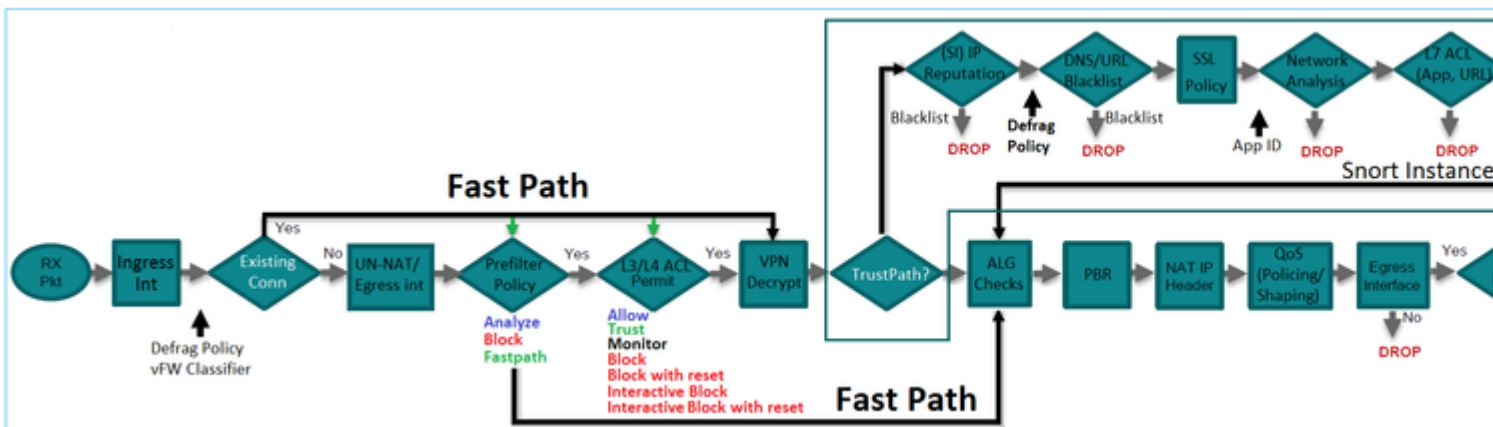 (SI) IP
Reputation
DNS/URL
Blacklist
SSL
Policy
Network
Analysis
L7 ACL
(App, URL)
Blacklist
DROP
Defrag
Policy
Blacklist
DROP
App ID
DROP
DROP
Snort Instance
Fast Path
Yes
RX
Pkt
Ingress
Int
Existing
Conn
No
UN-NAT/
Egress int
Prefilter
Policy
Yes
L3/L4 ACL
Permit
Yes
VPN
Decrypt
TrustPath?
ALG
Checks
PBR
NAT IP
Header
QoS
(Policing/
Shaping)
Egress
Interface
Yes
No
DROP
Defrag Policy
vFW Classifier
Analyze
Block
Fastpath
Allow
Trust
Monitor
Block
Block with reset
Interactive Block
Interactive Block with reset
Fast Path